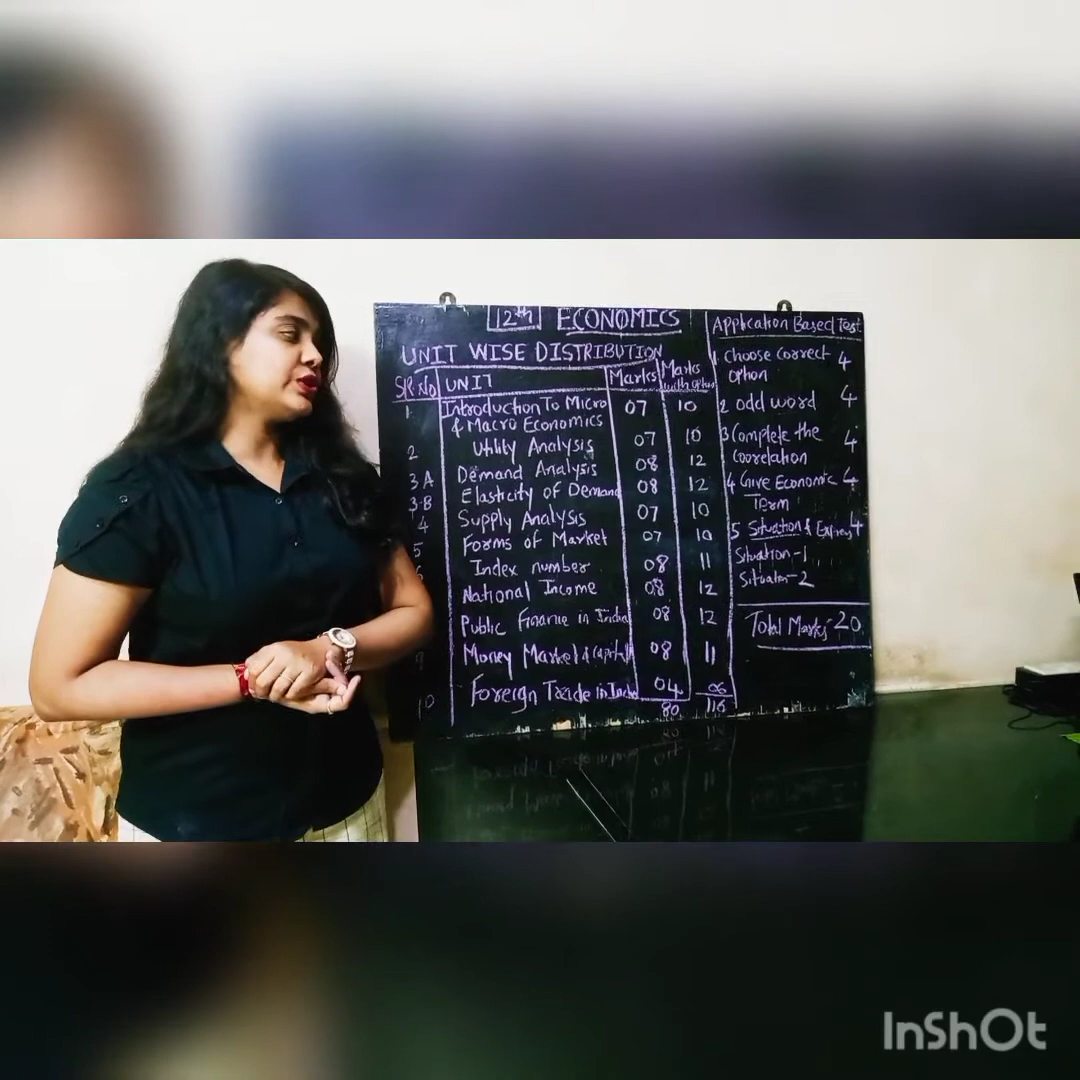 12th ECONOMICS
UNIT WISE DISTRIBUTION
SR.No UNIT Marks Marks with option
1. Introduction To Micro & Macro Economics 07 10
2 Utility Analysis 07 10
3 A Demand Analysis 08 12
3-B Elasticity of Demand 08 12
4 Supply Analysis 07 10
5 Forms of Market 07 10
6 Index number 08 11
National Income 08 12
Public Finance in India 08 12
Money Market & 08 11
10 Foreign Trade in India 04 06
80 116
Application Based Test
1 choose correct option 4
2 odd word 4
3 Complete the Coorelation 4
4 Give Economic Term 4
5 Situation & 4
Situation-1
Situation-2
Total Marks 20
InShOt